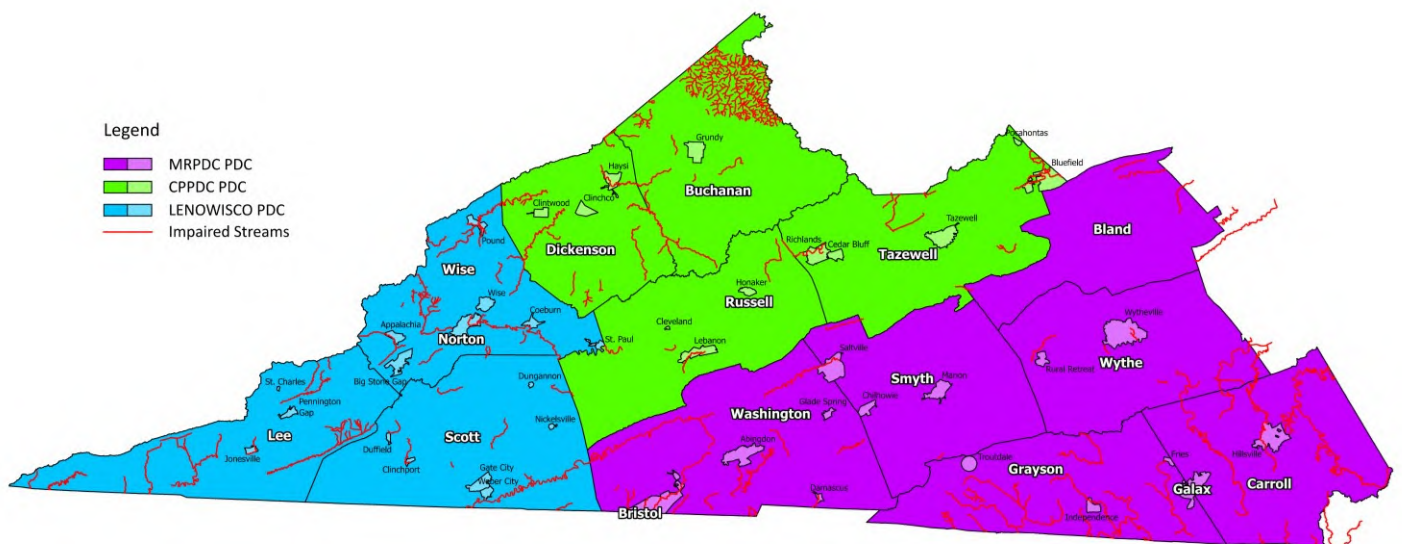 Legend
MRPDC PDC
CPPDC PDC
LENOWISCO PDC
Impaired Streams
Pocahontas
Bluefield
Grundy
Haysi
Buchanan
Clintwood
Clinchco
Tazewell
Pound
Dickenson
Richlands
Cedar Bluff
Tazewell
Bland
Wise
Wise
Honaker
Russell
Coeburn
Cleveland
Appalachia
Norton
St. Paul
Lebanon
Saltville
Wytheville
Big Stone Gap
Rural Retreat
Wythe
St. Charles
Dungannon
Smyth
Marion
Pennington
Gap
Glade Spring
Chilhowie
Washington
Nickelsville
Lee
Scott
Duffield
Jonesville
Abingdon
Hillsville
Clinchport
Gate City
Troutdale
Fries
Grayson
Weber City
Damascus
Galax
Carroll
Bristol
Independence